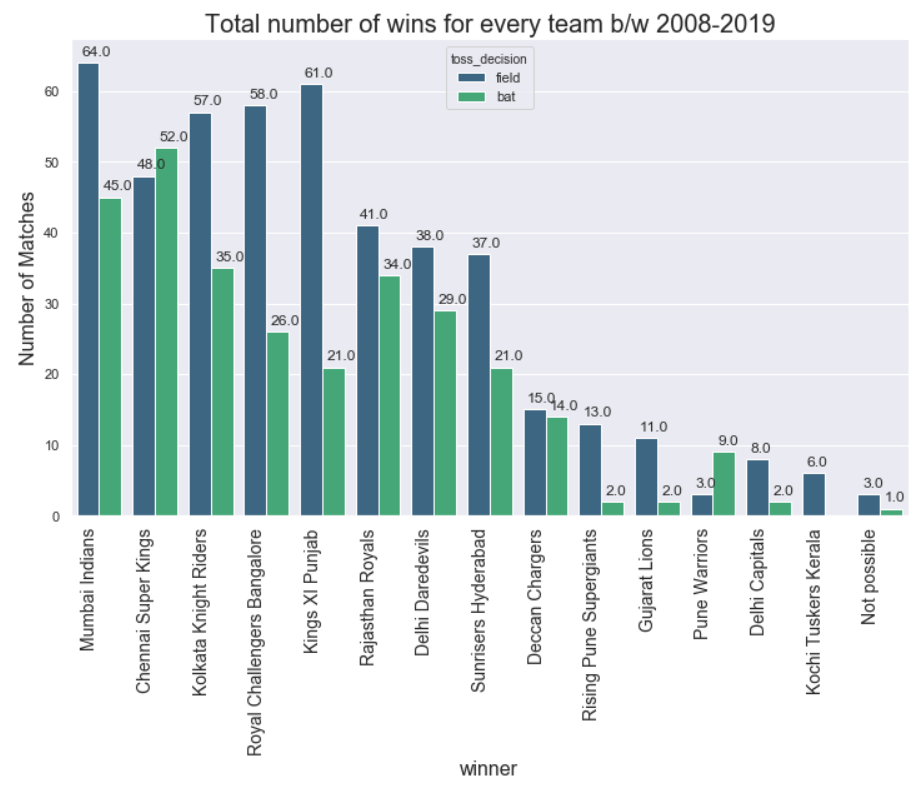 Total number of wins for every team b/w 2008-2019
toss_decision
field
bat
Number of Matches
60
50
40
30
20
10
0
64.0
45.0
48.0
52.0
57.0
35.0
58.0
26.0
61.0
21.0
41.0
34.0
38.0
29.0
37.0
21.0
15.0
14.0
13.0
2.0
11.0
2.0
3.0
9.0
8.0
2.0
6.0
3.0
1.0
Mumbai Indians
Chennai Super Kings
Kolkata Knight Riders
Royal Challengers Bangalore
Kings XI Punjab
Rajasthan Royals
Delhi Daredevils
Sunrisers Hyderabad
Deccan Chargers
Rising Pune Supergiants
Gujarat Lions
Pune Warriors
Delhi Capitals
Kochi Tuskers Kerala
Not possible
winner